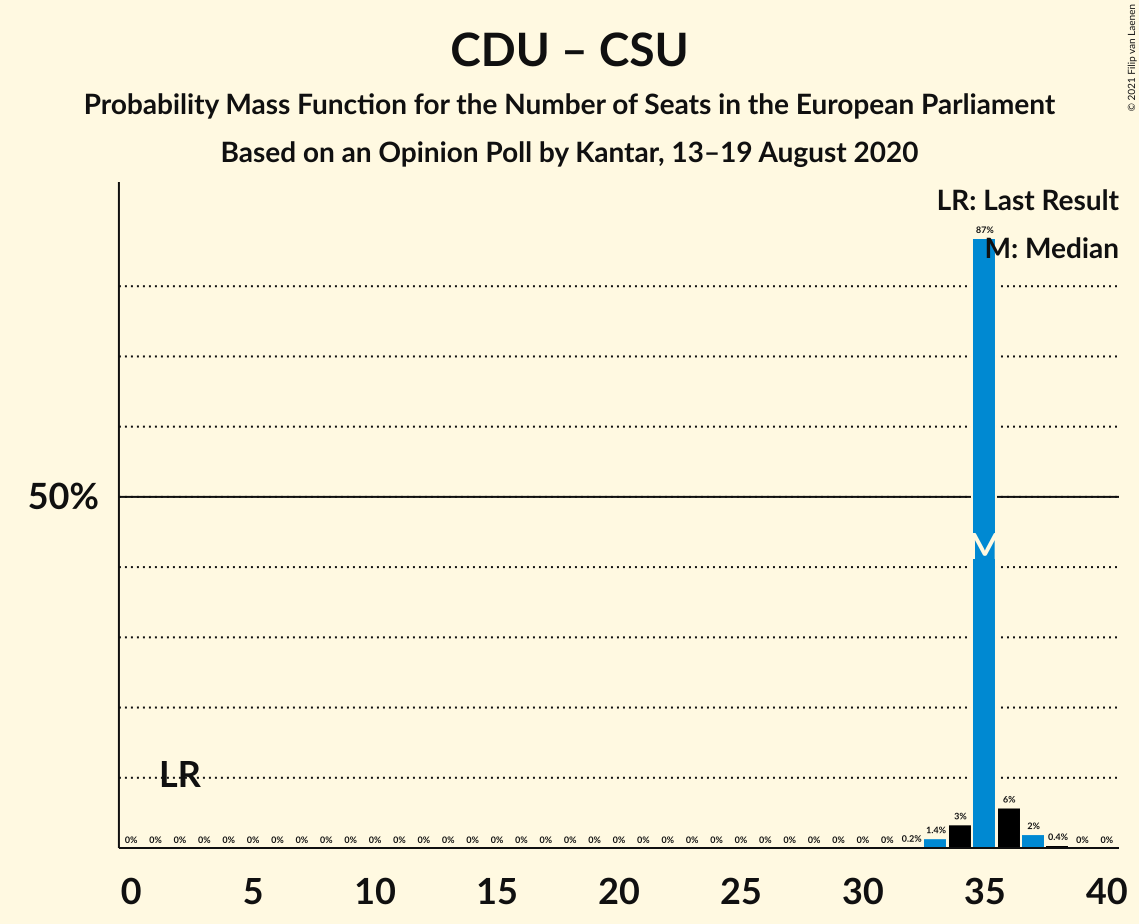 CDU – CSU
Probability Mass Function for the Number of Seats in the European Parliament
Based on an Opinion Poll by Kantar, 13–19 August 2020
© 2021 Filip van Laenen
LR: Last Result
M: Median
87%
50%
M
LR
0% 0% 0% 0% 0% 0% 0% 0% 0% 0% 0% 0% 0% 0% 0% 0% 0% 0% 0% 0% 0% 0% 0% 0% 0% 0% 0% 0% 0% 0% 0% 0% 0.2% 1.4% 3% 6% 2% 0.4% 0% 0%
0 5 10 15 20 25 30 35 40